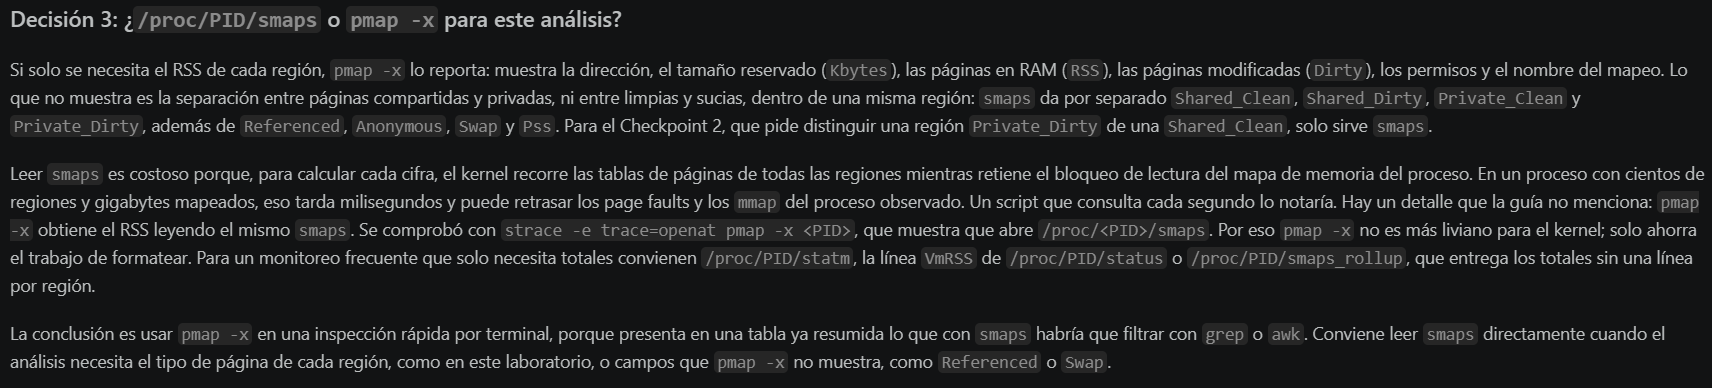 Decisión 3: ¿/proc/PID/smaps o pmap -x para este análisis?
Si solo se necesita el RSS de cada región, pmap -x lo reporta: muestra la dirección, el tamaño reservado (Kbytes), las páginas en RAM (RSS), las páginas modificadas (Dirty), los permisos y el nombre del mapeo. Lo
que no muestra es la separación entre páginas compartidas y privadas, ni entre limpias y sucias, dentro de una misma región: smaps da por separado Shared_Clean, Shared_Dirty, Private_Clean y
Private_Dirty, además de Referenced, Anonymous, Swap y Pss. Para el Checkpoint 2, que pide distinguir una región Private_Dirty de una Shared_Clean, solo sirve smaps.
Leer smaps es costoso porque, para calcular cada cifra, el kernel recorre las tablas de páginas de todas las regiones mientras retiene el bloqueo de lectura del mapa de memoria del proceso. En un proceso con cientos de
regiones y gigabytes mapeados, eso tarda milisegundos y puede retrasar los page faults y los mmap del proceso observado. Un script que consulta cada segundo lo notaría. Hay un detalle que la guía no menciona: pmap
-x obtiene el RSS leyendo el mismo smaps. Se comprobó con strace -e trace=openat pmap -x <PID>, que muestra que abre /proc/<PID>/smaps. Por eso pmap -x no es más liviano para el kernel; solo ahorra
el trabajo de formatear. Para un monitoreo frecuente que solo necesita totales convienen /proc/PID/statm, la línea VmRSS de /proc/PID/status o /proc/PID/smaps_rollup, que entrega los totales sin una línea
por región.
La conclusión es usar pmap -x en una inspección rápida por terminal, porque presenta en una tabla ya resumida lo que con smaps habría que filtrar con grep o awk. Conviene leer smaps directamente cuando el
análisis necesita el tipo de página de cada región, como en este laboratorio, o campos que pmap -x no muestra, como Referenced o Swap.